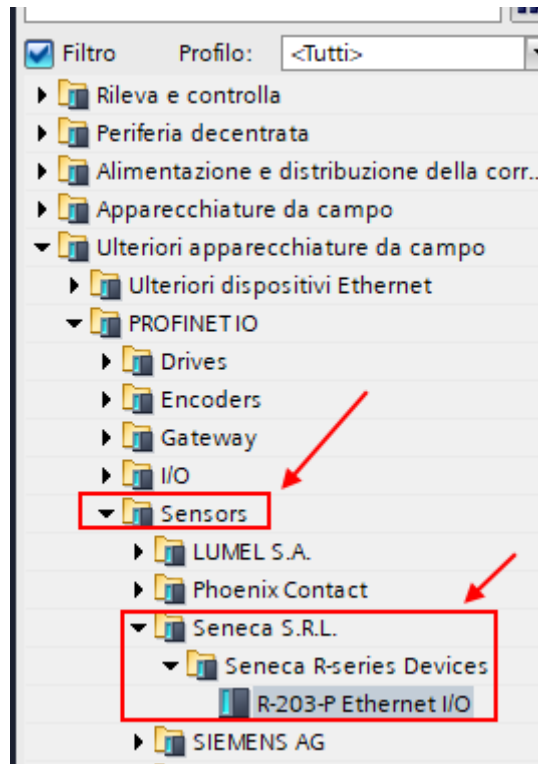 Filtro Profilo: <Tutti>
Rileva e controlla
Periferia decentrata
Alimentazione e distribuzione della corr..
Apparecchiature da campo
Ulteriori apparecchiature da campo
Ulteriori dispositivi Ethernet
PROFINET IO
Drives
Encoders
Gateway
I/O
Sensors
LUMEL S.A.
Phoenix Contact
Seneca S.R.L.
Seneca R-series Devices
R-203-P Ethernet I/O
SIEMENS AG